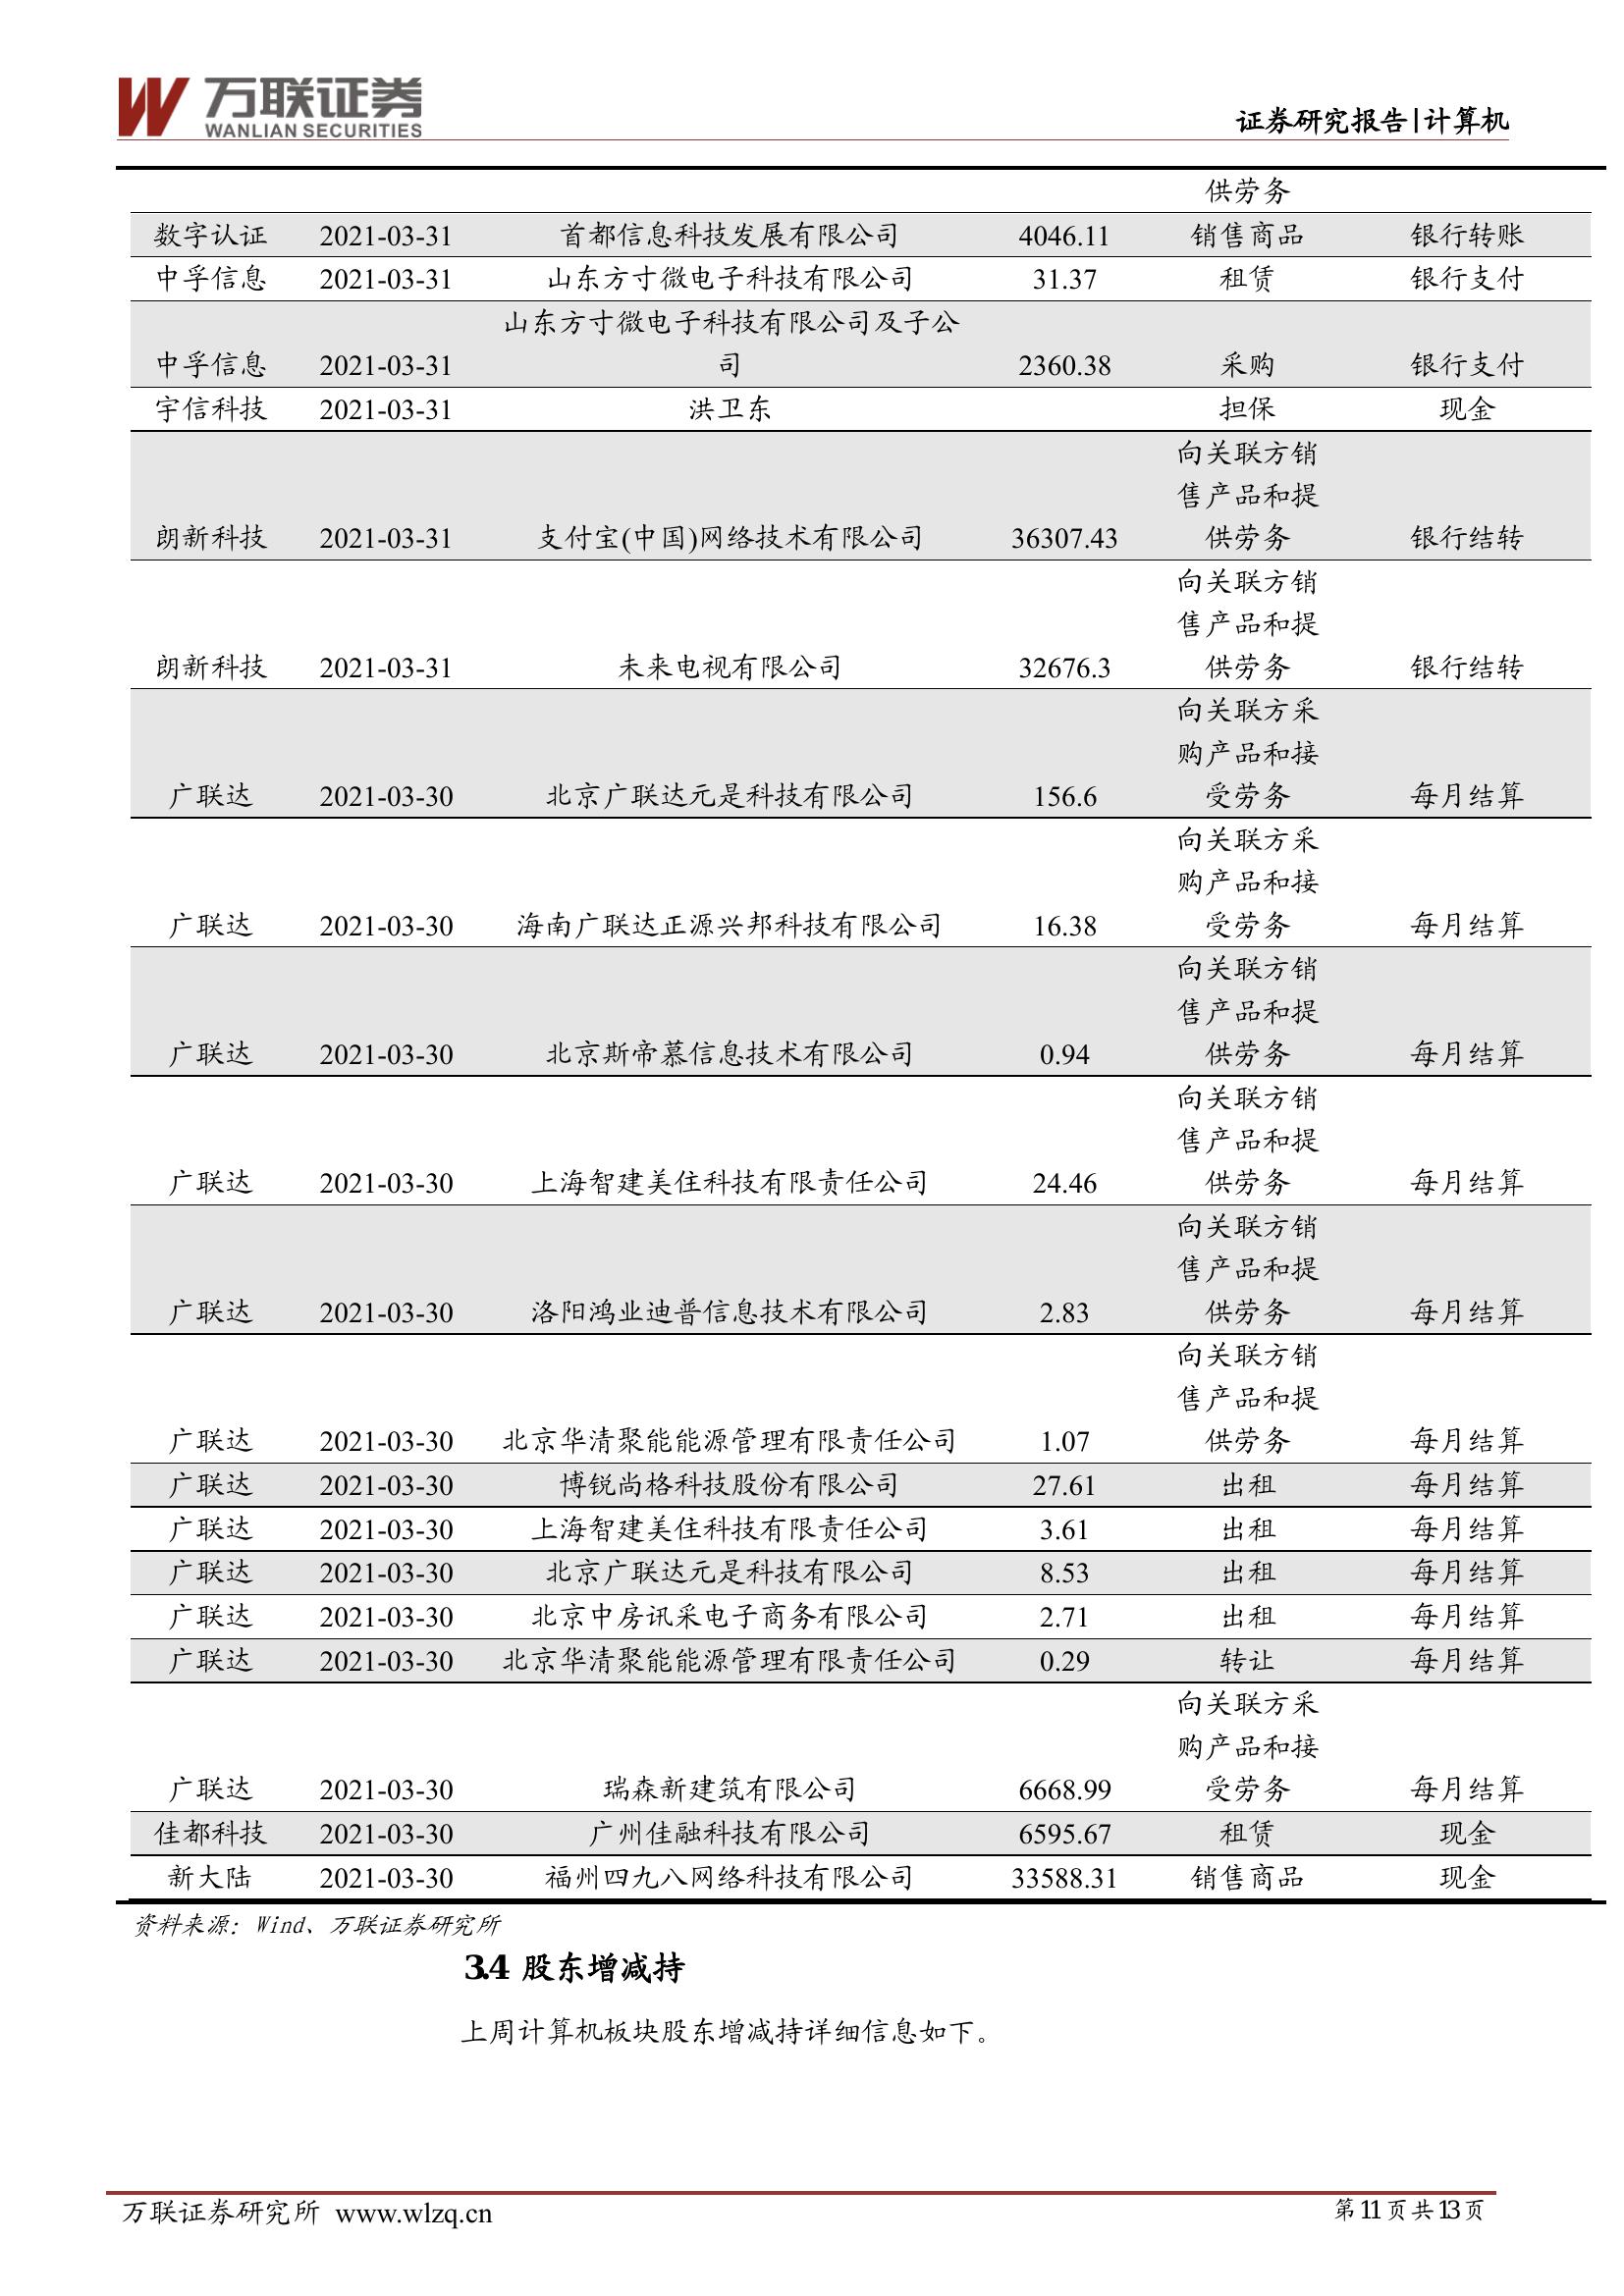 万联证券
WANLIAN SECURITIES
证券研究报告|计算机
供劳务
数字认证 2021-03-31 首都信息科技发展有限公司 4046.11 销售商品 银行转账
中孚信息 2021-03-31 山东方寸微电子科技有限公司 31.37 租赁 银行支付
山东方寸微电子科技有限公司及子公
中孚信息 2021-03-31 司 2360.38 采购 银行支付
宇信科技 2021-03-31 洪卫东 担保 现金
向关联方销
售产品和提
朗新科技 2021-03-31 支付宝(中国)网络技术有限公司 36307.43 供劳务 银行结转
向关联方销
售产品和提
朗新科技 2021-03-31 未来电视有限公司 32676.3 供劳务 银行结转
向关联方采
购产品和接
广联达 2021-03-30 北京广联达元是科技有限公司 156.6 受劳务 每月结算
向关联方采
购产品和接
广联达 2021-03-30 海南广联达正源兴邦科技有限公司 16.38 受劳务 每月结算
向关联方销
售产品和提
广联达 2021-03-30 北京斯帝慕信息技术有限公司 0.94 供劳务 每月结算
向关联方销
售产品和提
广联达 2021-03-30 上海智建美住科技有限责任公司 24.46 供劳务 每月结算
向关联方销
售产品和提
广联达 2021-03-30 洛阳鸿业迪普信息技术有限公司 2.83 供劳务 每月结算
向关联方销
售产品和提
广联达 2021-03-30 北京华清聚能能源管理有限责任公司 1.07 供劳务 每月结算
广联达 2021-03-30 博锐尚格科技股份有限公司 27.61 出租 每月结算
广联达 2021-03-30 上海智建美住科技有限责任公司 3.61 出租 每月结算
广联达 2021-03-30 北京广联达元是科技有限公司 8.53 出租 每月结算
广联达 2021-03-30 北京中房讯采电子商务有限公司 2.71 出租 每月结算
广联达 2021-03-30 北京华清聚能能源管理有限责任公司 0.29 转让 每月结算
向关联方采
购产品和接
广联达 2021-03-30 瑞森新建筑有限公司 6668.99 受劳务 每月结算
佳都科技 2021-03-30 广州佳融科技有限公司 6595.67 租赁 现金
新大陆 2021-03-30 福州四九八网络科技有限公司 33588.31 销售商品 现金
资料来源：Wind、万联证券研究所
3.4 股东增减持
上周计算机板块股东增减持详细信息如下。
万联证券研究所 www.wlzq.cn 第 11 页 共 13 页